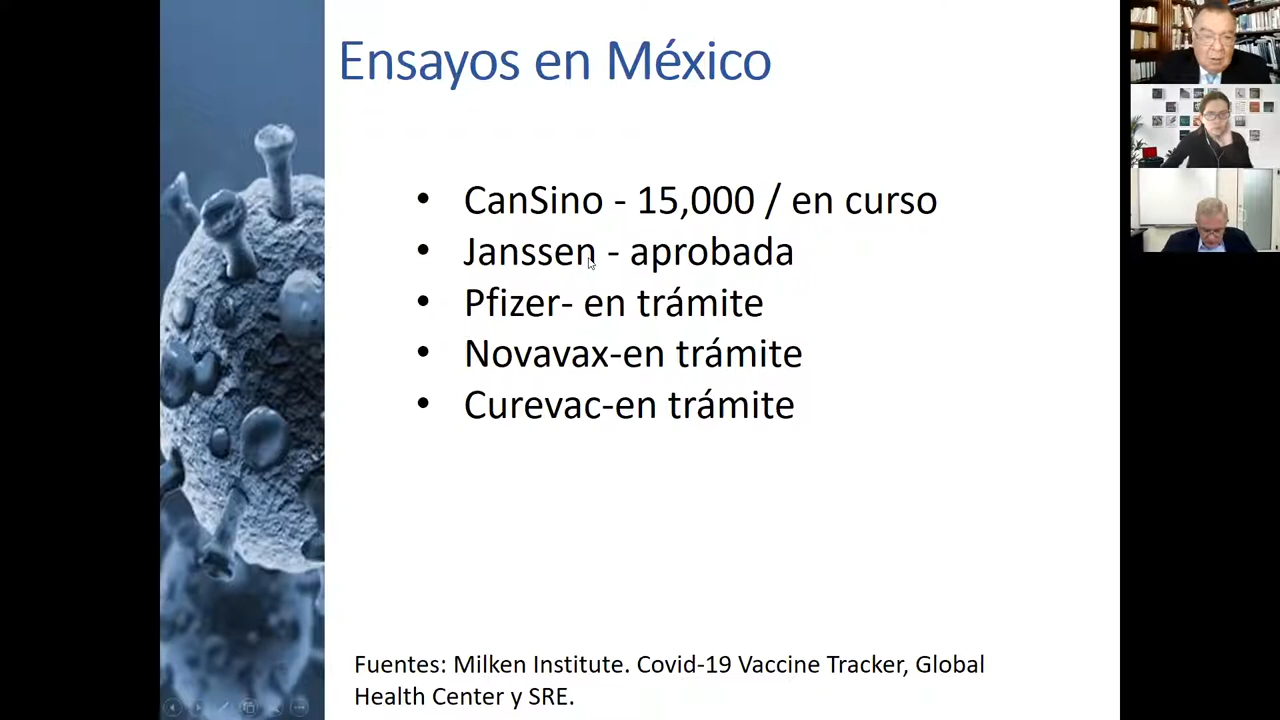 Ensayos en México
• CanSino - 15,000 / en curso
• Janssen - aprobada
• Pfizer- en trámite
• Novavax-en trámite
• Curevac-en trámite
Fuentes: Milken Institute. Covid-19 Vaccine Tracker, Global
Health Center y SRE.